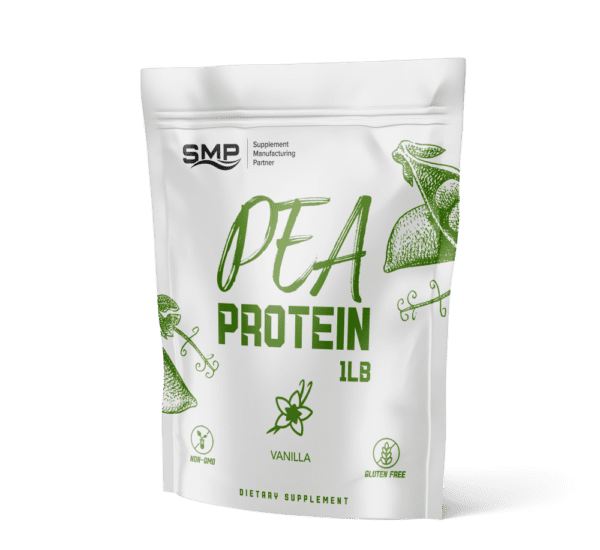 SMP
Supplement
Manufacturing
Partner
PEA
PROTEIN
1LB
VANILLA
NON-GMO
GLUTEN FREE
DIETARY SUPPLEMENT